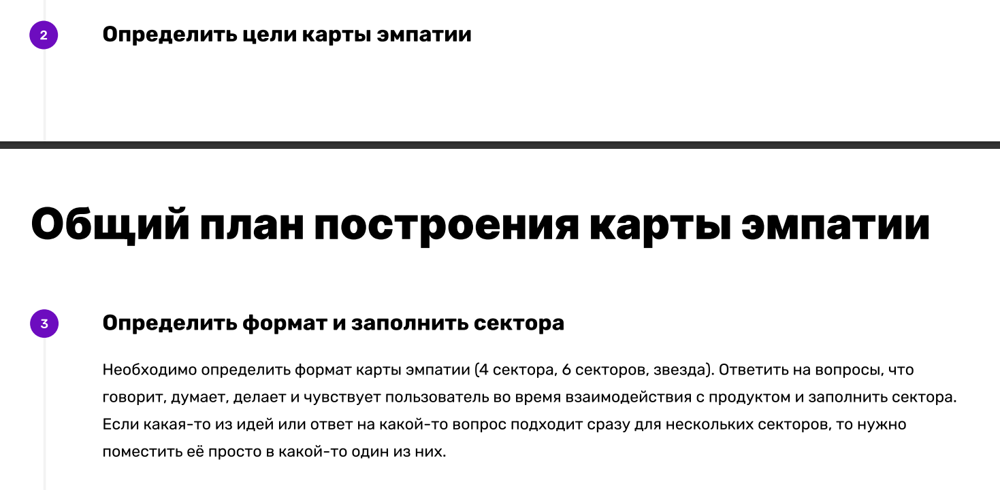 2
Определить цели карты эмпатии
Общий план построения карты эмпатии
3
Определить формат и заполнить сектора
Необходимо определить формат карты эмпатии (4 сектора, 6 секторов, звезда). Ответить на вопросы, что
говорит, думает, делает и чувствует пользователь во время взаимодействия с продуктом и заполнить сектора.
Если какая-то из идей или ответ на какой-то вопрос подходит сразу для нескольких секторов, то нужно
поместить её просто в какой-то один из них.